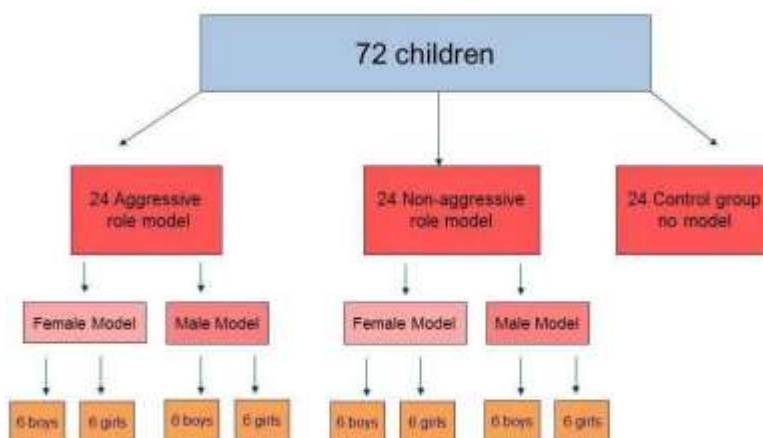 72 children
24 Aggressive
role model
24 Non-aggressive
role model
24 Control group
no model
Female Model
Male Model
Female Model
Male Model
6 boys
6 girls
6 boys
6 girls
6 boys
6 girls
6 boys
6 girls